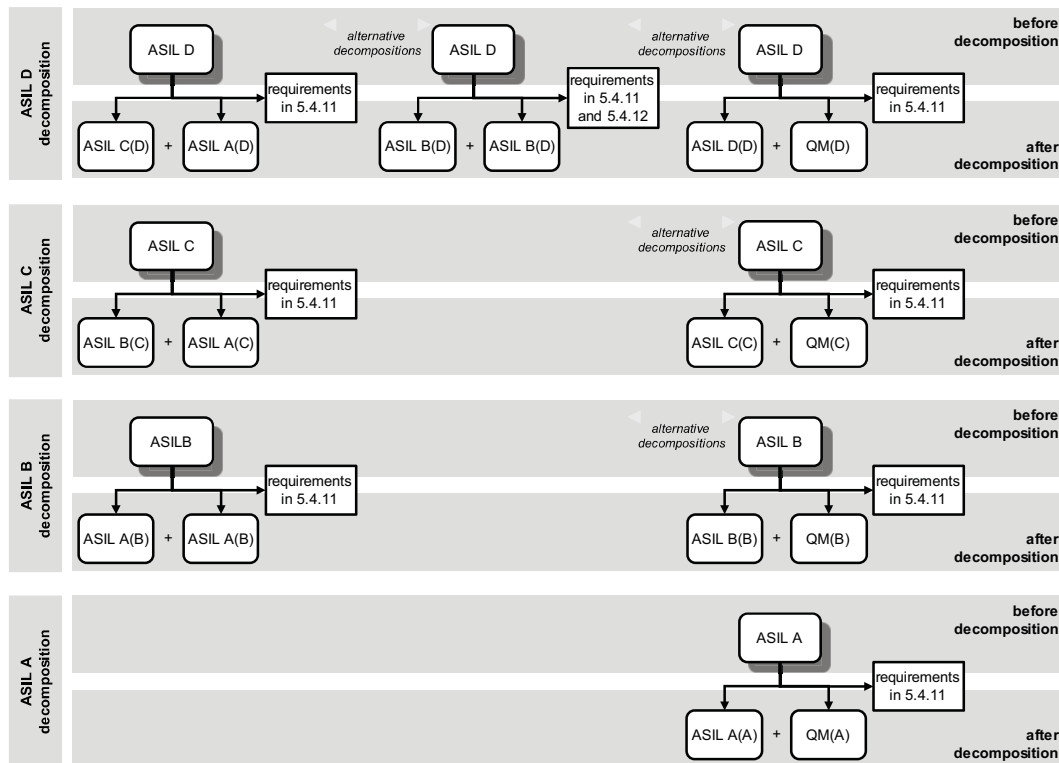 ASIL D
decomposition
before
decomposition
alternative
decompositions
alternative
decompositions
ASIL D
ASIL D
ASIL D
requirements
in 5.4.11
requirements
in 5.4.11
and 5.4.12
requirements
in 5.4.11
ASIL C(D) + ASIL A(D)
ASIL B(D) + ASIL B(D)
ASIL D(D) + QM(D)
after
decomposition
ASIL C
decomposition
before
decomposition
alternative
decompositions
ASIL C
ASIL C
requirements
in 5.4.11
requirements
in 5.4.11
ASIL B(C) + ASIL A(C)
ASIL C(C) + QM(C)
after
decomposition
ASIL B
decomposition
before
decomposition
alternative
decompositions
ASILB
ASIL B
requirements
in 5.4.11
requirements
in 5.4.11
ASIL A(B) + ASIL A(B)
ASIL B(B) + QM(B)
after
decomposition
ASIL A
decomposition
before
decomposition
ASIL A
requirements
in 5.4.11
ASIL A(A) + QM(A)
after
decomposition